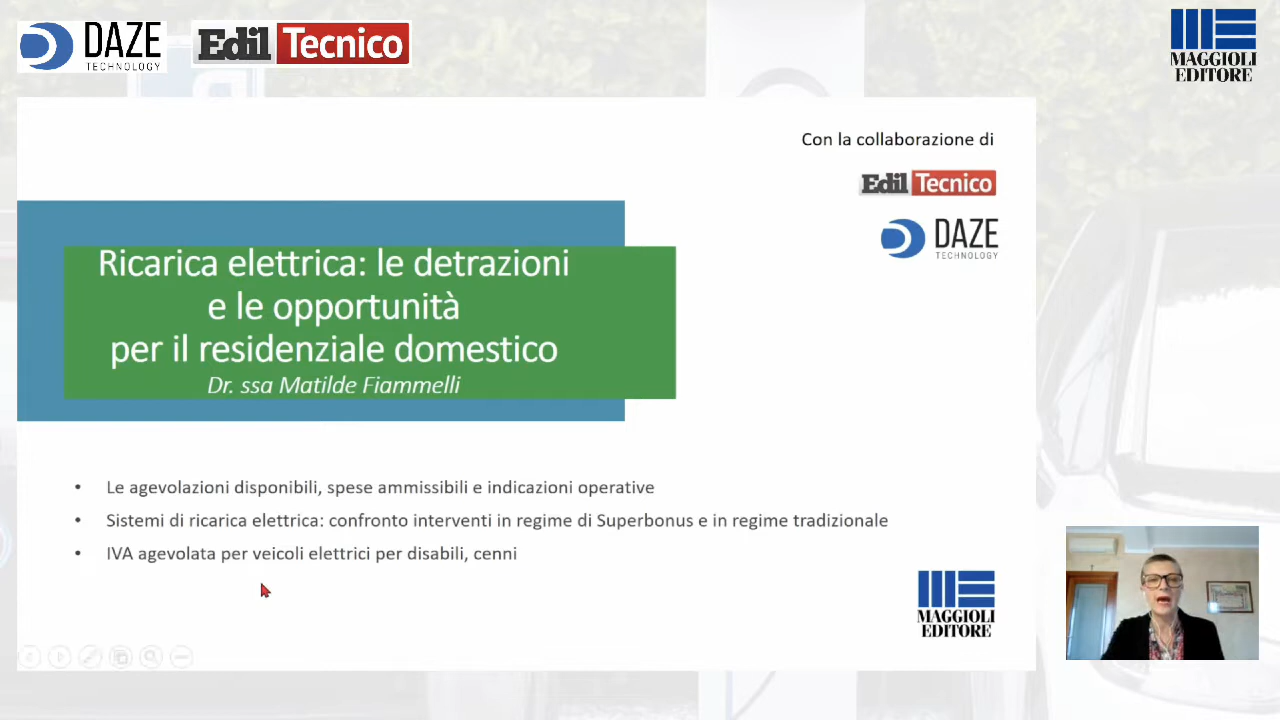 DAZE
TECHNOLOGY
Edil Tecnico
MAGGIOLI
EDITORE
Con la collaborazione di
Edil Tecnico
DAZE
TECHNOLOGY
Ricarica elettrica: le detrazioni
e le opportunità
per il residenziale domestico
Dr. ssa Matilde Fiammelli
• Le agevolazioni disponibili, spese ammissibili e indicazioni operative
• Sistemi di ricarica elettrica: confronto interventi in regime di Superbonus e in regime tradizionale
• IVA agevolata per veicoli elettrici per disabili, cenni
MAGGIOLI
EDITORE